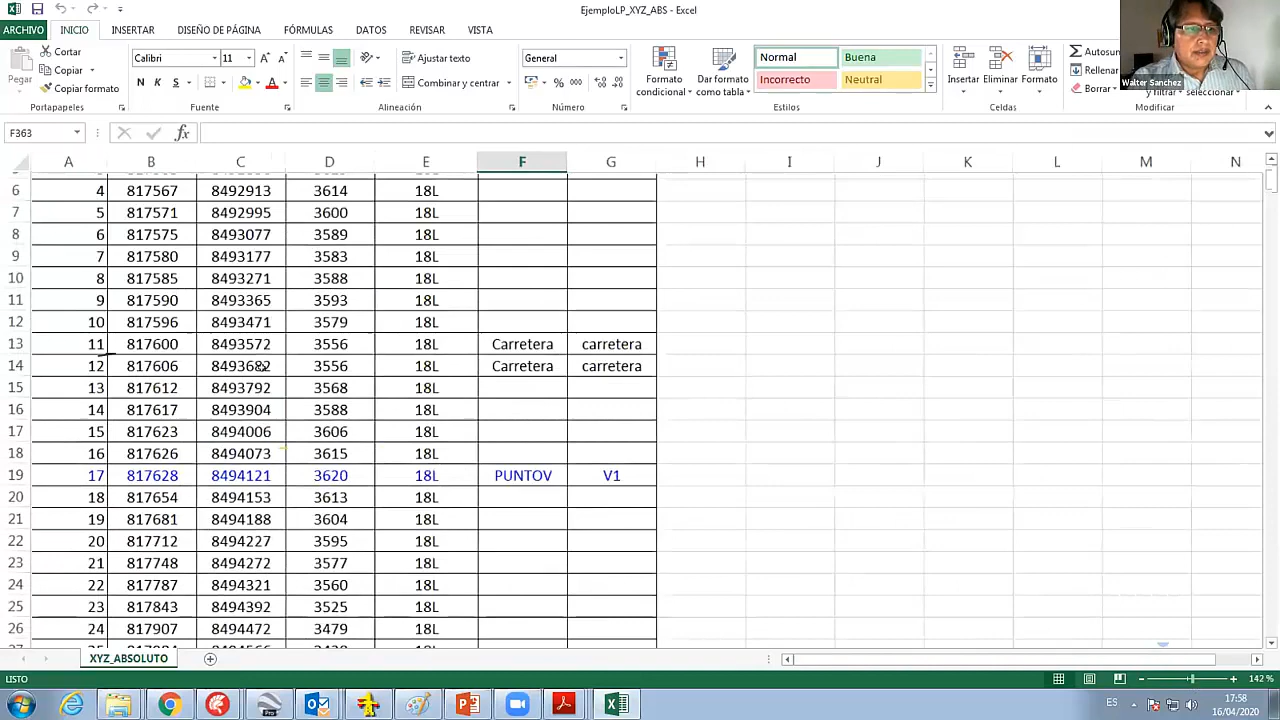 EjemploLP_XYZ_ABS - Excel
ARCHIVO INICIO INSERTAR DISEÑO DE PÁGINA FÓRMULAS DATOS REVISAR VISTA
Pegar
Cortar
Copiar
Copiar formato
Portapapeles
Calibri 11
N K S
Fuente
Ajustar texto
Combinar y centrar
Alineación
General
% 000
Número
Formato condicional
Dar formato como tabla
Normal Buena
Incorrecto Neutral
Estilos
Insertar Eliminar Formato
Celdas
Autosun
Rellenar
Borrar
y filtrar seleccionar
Modificar
Walter Sanchez
F363 fx
A B C D E F G H I J K L M N
6 4 817567 8492913 3614 18L
7 5 817571 8492995 3600 18L
8 6 817575 8493077 3589 18L
9 7 817580 8493177 3583 18L
10 8 817585 8493271 3588 18L
11 9 817590 8493365 3593 18L
12 10 817596 8493471 3579 18L
13 11 817600 8493572 3556 18L Carretera carretera
14 12 817606 8493682 3556 18L Carretera carretera
15 13 817612 8493792 3568 18L
16 14 817617 8493904 3588 18L
17 15 817623 8494006 3606 18L
18 16 817626 8494073 3615 18L
19 17 817628 8494121 3620 18L PUNTOV V1
20 18 817654 8494153 3613 18L
21 19 817681 8494188 3604 18L
22 20 817712 8494227 3595 18L
23 21 817748 8494272 3577 18L
24 22 817787 8494321 3560 18L
25 23 817843 8494392 3525 18L
26 24 817907 8494472 3479 18L
XYZ_ABSOLUTO
LISTO 142 %
Pro
ES 17:58
16/04/2020